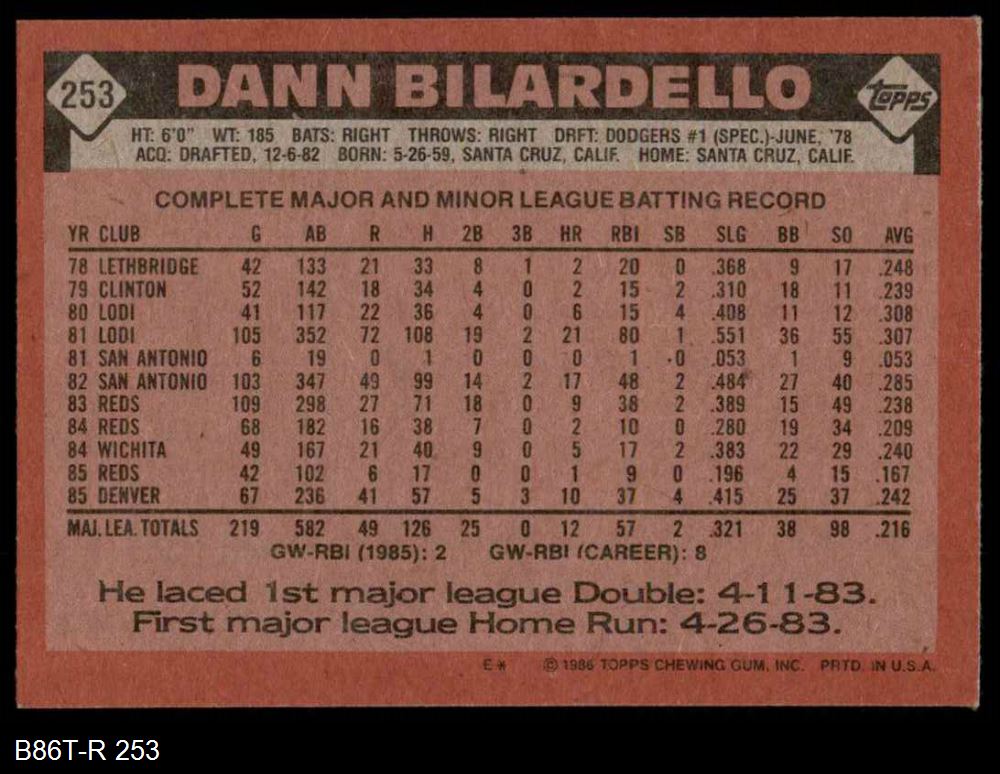 253 DANN BILARDELLO Topps
HT: 6'0" WT: 185 BATS: RIGHT THROWS: RIGHT DRFT: DODGERS #1 (SPEC.)-JUNE, '78
ACQ: DRAFTED, 12-6-82 BORN: 5-26-59, SANTA CRUZ, CALIF. HOME: SANTA CRUZ, CALIF.
COMPLETE MAJOR AND MINOR LEAGUE BATTING RECORD
YR CLUB G AB R H 2B 3B HR RBI SB SLG BB SO AVG
78 LETHBRIDGE 42 133 21 33 8 1 2 20 0 .368 9 17 .248
79 CLINTON 52 142 18 34 4 0 2 15 2 .310 18 11 .239
80 LODI 41 117 22 36 4 0 6 15 4 .408 11 12 .308
81 LODI 105 352 72 108 19 2 21 80 1 .551 36 55 .307
81 SAN ANTONIO 6 19 0 1 0 0 0 1 0 .053 1 9 .053
82 SAN ANTONIO 103 347 49 99 14 2 17 48 2 .484 27 40 .285
83 REDS 109 298 27 71 18 0 9 38 2 .389 15 49 .238
84 REDS 68 182 16 38 7 0 2 10 0 .280 19 34 .209
84 WICHITA 49 167 21 40 9 0 5 17 2 .383 22 29 .240
85 REDS 42 102 6 17 0 0 1 9 0 .196 4 15 .167
85 DENVER 67 236 41 57 5 3 10 37 4 .415 25 37 .242
MAJ. LEA. TOTALS 219 582 49 126 25 0 12 57 2 .321 38 98 .216
GW-RBI (1985): 2 GW-RBI (CAREER): 8
He laced 1st major league Double: 4-11-83.
First major league Home Run: 4-26-83.
E* © 1986 TOPPS CHEWING GUM, INC. PRTD. IN U.S.A.
B86T-R 253